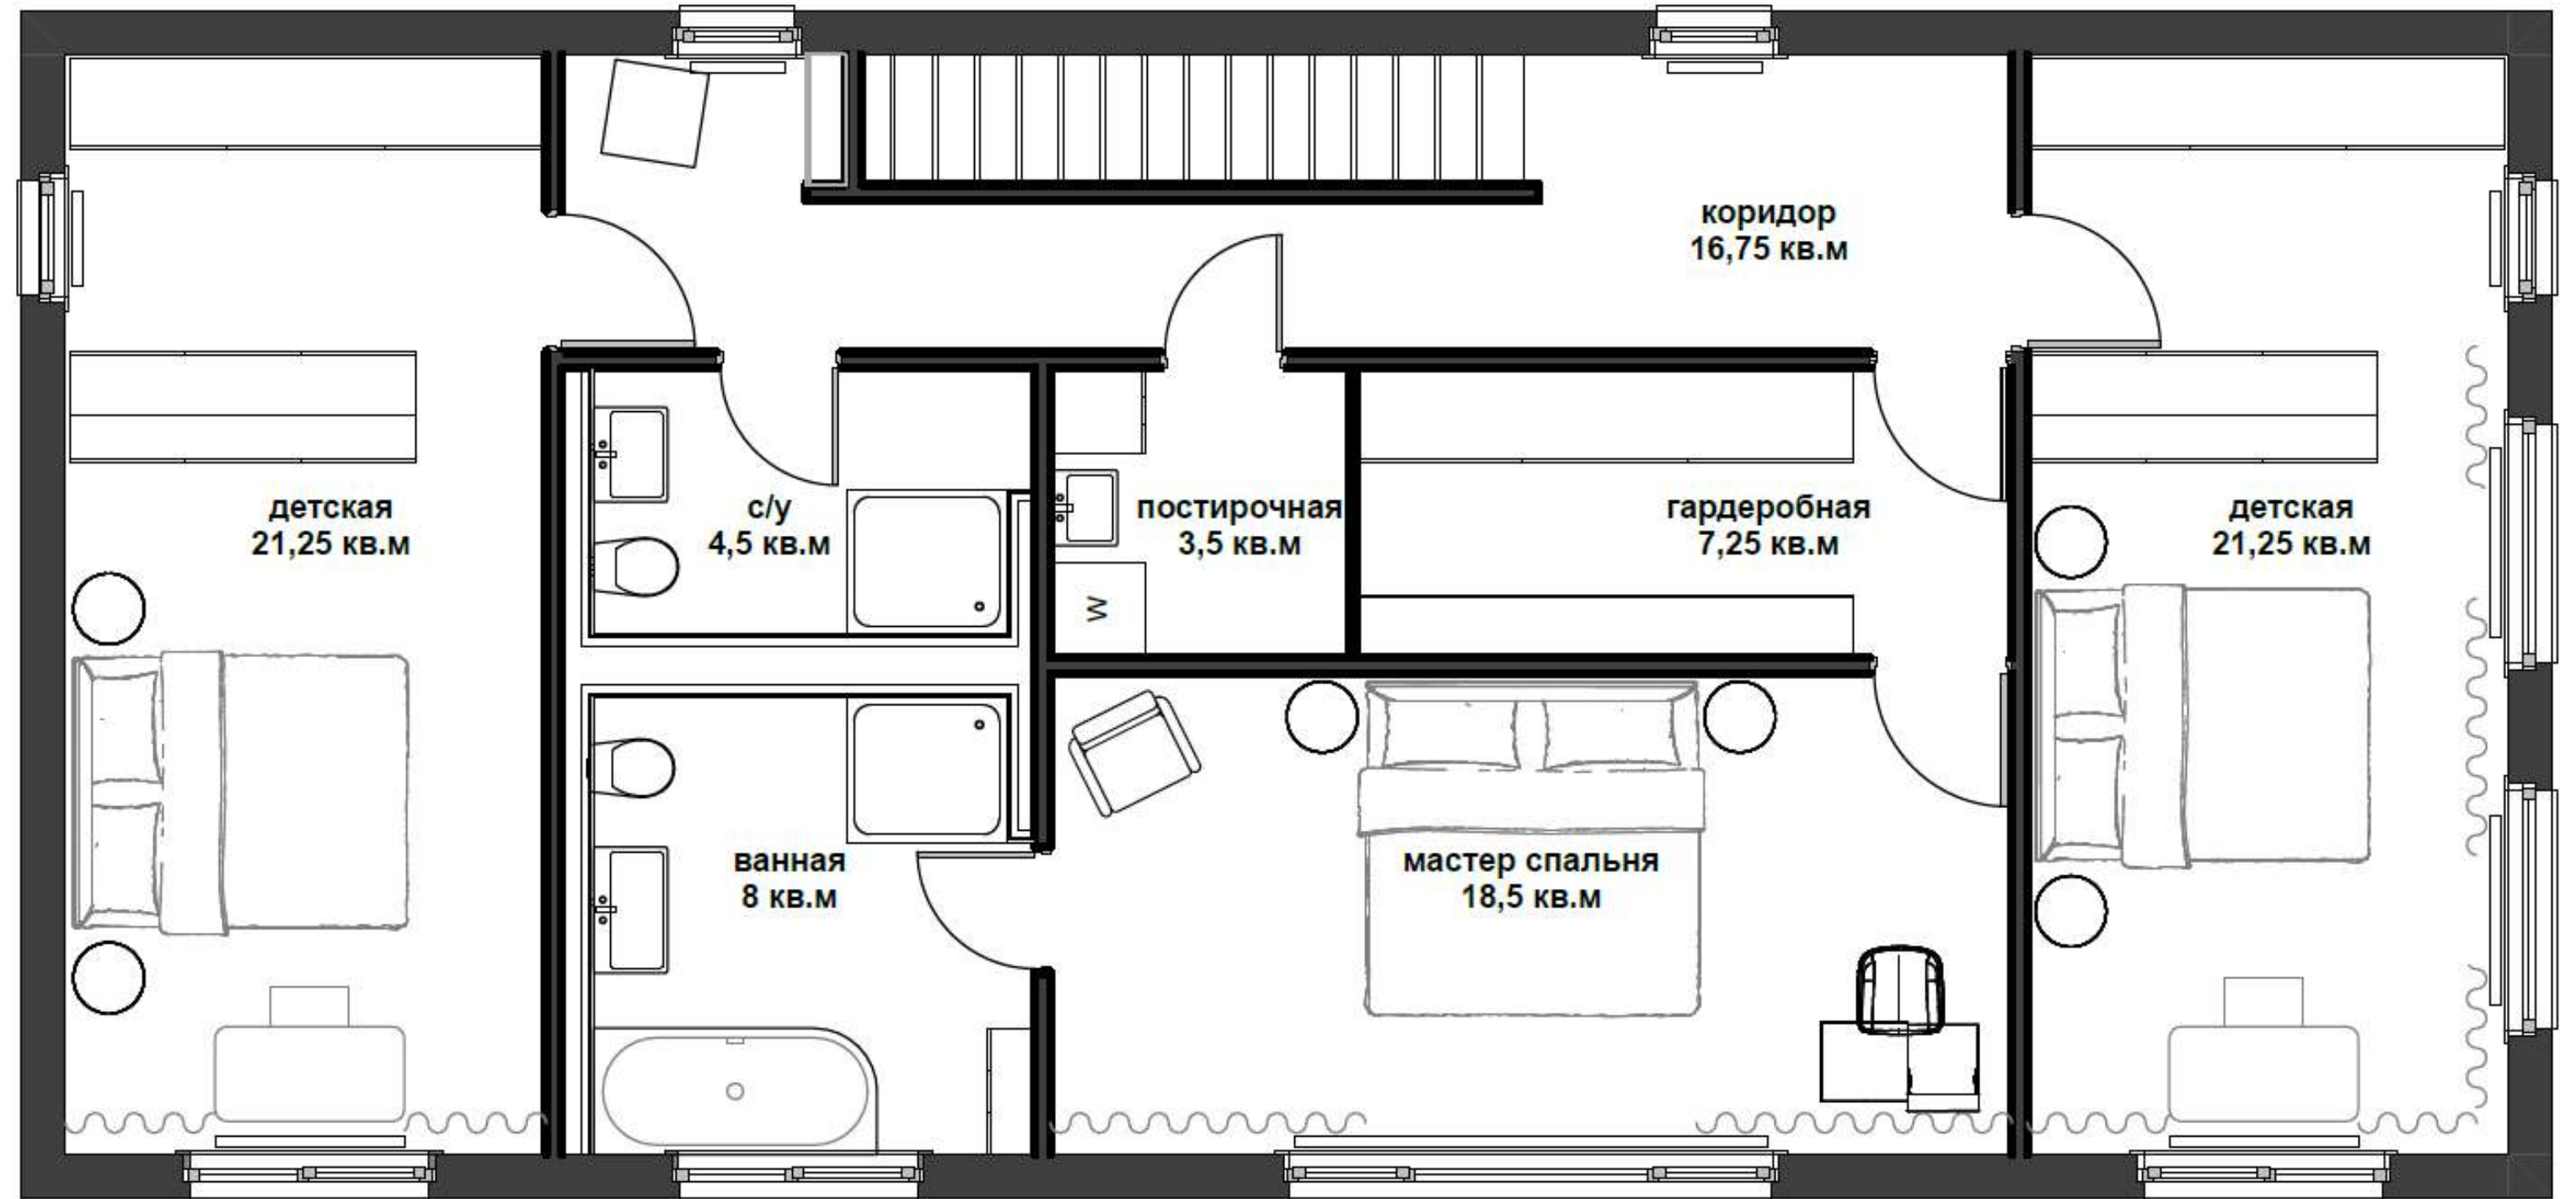 коридор
16,75 кв.м
детская
21,25 кв.м
с/у
4,5 кв.м
постирочная
3,5 кв.м
гардеробная
7,25 кв.м
детская
21,25 кв.м
W
ванная
8 кв.м
мастер спальня
18,5 кв.м